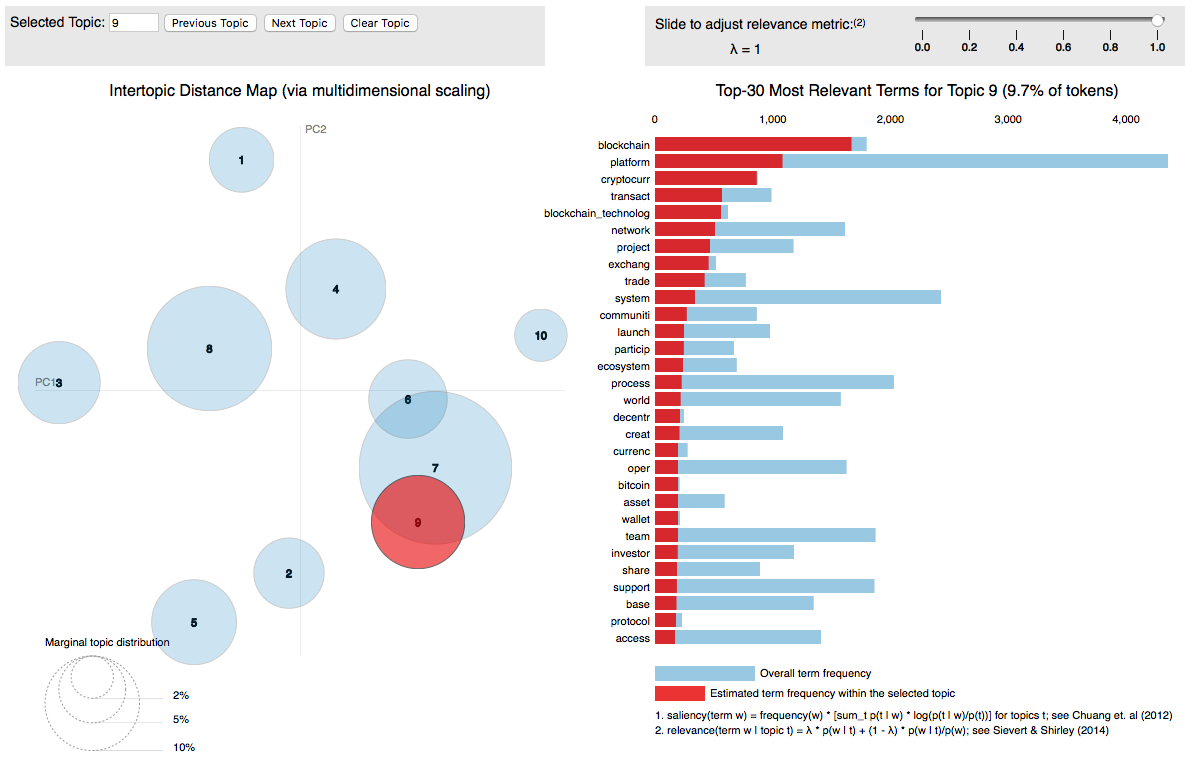 Selected Topic: 9 Previous Topic Next Topic Clear Topic
Slide to adjust relevance metric:(2)
λ = 1
0.0 0.2 0.4 0.6 0.8 1.0
Intertopic Distance Map (via multidimensional scaling)
PC2
PC1
1
4
10
8
3
6
7
9
2
5
Marginal topic distribution
2%
5%
10%
Top-30 Most Relevant Terms for Topic 9 (9.7% of tokens)
0 1,000 2,000 3,000 4,000
blockchain
platform
cryptocurr
transact
blockchain_technolog
network
project
exchang
trade
system
communiti
launch
particip
ecosystem
process
world
decentr
creat
currenc
oper
bitcoin
asset
wallet
team
investor
share
support
base
protocol
access
Overall term frequency
Estimated term frequency within the selected topic
1. saliency(term w) = frequency(w) * [sum_t p(t | w) * log(p(t | w)/p(t))] for topics t; see Chuang et. al (2012)
2. relevance(term w | topic t) = λ * p(w | t) + (1 - λ) * p(w | t)/p(w); see Sievert & Shirley (2014)